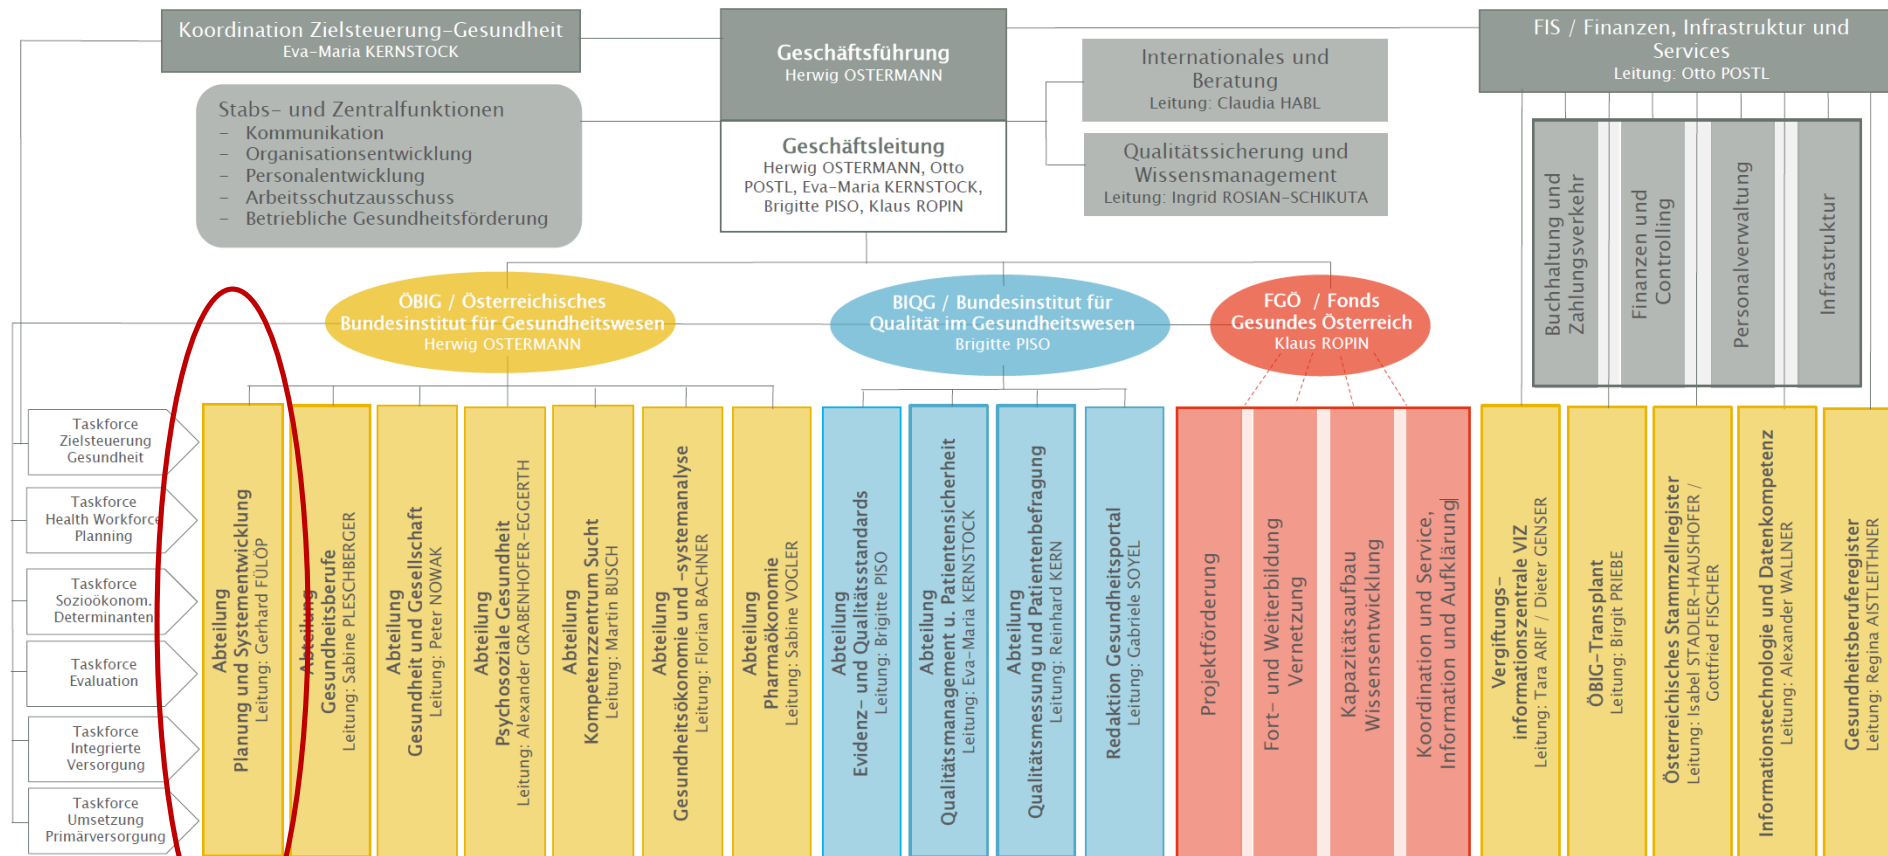 Koordination Zielsteuerung-Gesundheit
Eva-Maria KERNSTOCK
Geschäftsführung
Herwig OSTERMANN
FIS / Finanzen, Infrastruktur und
Services
Leitung: Otto POSTL
Internationales und
Beratung
Leitung: Claudia HABL
Stabs- und Zentralfunktionen
- Kommunikation
- Organisationsentwicklung
- Personalentwicklung
- Arbeitsschutzausschuss
- Betriebliche Gesundheitsförderung
Geschäftsleitung
Herwig OSTERMANN, Otto
POSTL, Eva-Maria KERNSTOCK,
Brigitte PISO, Klaus ROPIN
Qualitätssicherung und
Wissensmanagement
Leitung: Ingrid ROSIAN-SCHIKUTA
Buchhaltung und
Zahlungsverkehr
Finanzen und
Controlling
Personalverwaltung
Infrastruktur
ÖBIG / Österreichisches
Bundesinstitut für Gesundheitswesen
Herwig OSTERMANN
BIQG / Bundesinstitut für
Qualität im Gesundheitswesen
Brigitte PISO
FGÖ / Fonds
Gesundes Österreich
Klaus ROPIN
Taskforce
Zielsteuerung
Gesundheit
Taskforce
Health Workforce
Planning
Taskforce
Sozioökonom.
Determinanten
Taskforce
Evaluation
Taskforce
Integrierte
Versorgung
Taskforce
Umsetzung
Primärversorgung
Abteilung
Planung und Systementwicklung
Leitung: Gerhard FÜLÖP
Abteilung
Gesundheitsberufe
Leitung: Sabine PLESCHBERGER
Abteilung
Gesundheit und Gesellschaft
Leitung: Peter NOWAK
Abteilung
Psychosoziale Gesundheit
Leitung: Alexander GRABENHOFER-EGGERTH
Abteilung
Kompetenzzentrum Sucht
Leitung: Martin BUSCH
Abteilung
Gesundheitsökonomie und -systemanalyse
Leitung: Florian BACHNER
Abteilung
Pharmaökonomie
Leitung: Sabine VOGLER
Abteilung
Evidenz- und Qualitätsstandards
Leitung: Brigitte PISO
Abteilung
Qualitätsmanagement u. Patientensicherheit
Leitung: Eva-Maria KERNSTOCK
Abteilung
Qualitätsmessung und Patientenbefragung
Leitung: Reinhard KERN
Redaktion Gesundheitsportal
Leitung: Gabriele SOYEL
Projektförderung
Fort- und Weiterbildung
Vernetzung
Kapazitätsaufbau
Wissensentwicklung
Koordination und Service,
Information und Aufklärung
Vergiftungs-
informationszentrale VIZ
Leitung: Tara ARIF / Dieter GENSER
ÖBIG-Transplant
Leitung: Birgit PRIEBE
Österreichisches Stammzellregister
Leitung: Isabel STADLER-HAUSHOFER /
Gottfried FISCHER
Informationstechnologie und Datenkompetenz
Leitung: Alexander WALLNER
Gesundheitsberuferegister
Leitung: Regina AISTLEITHNER